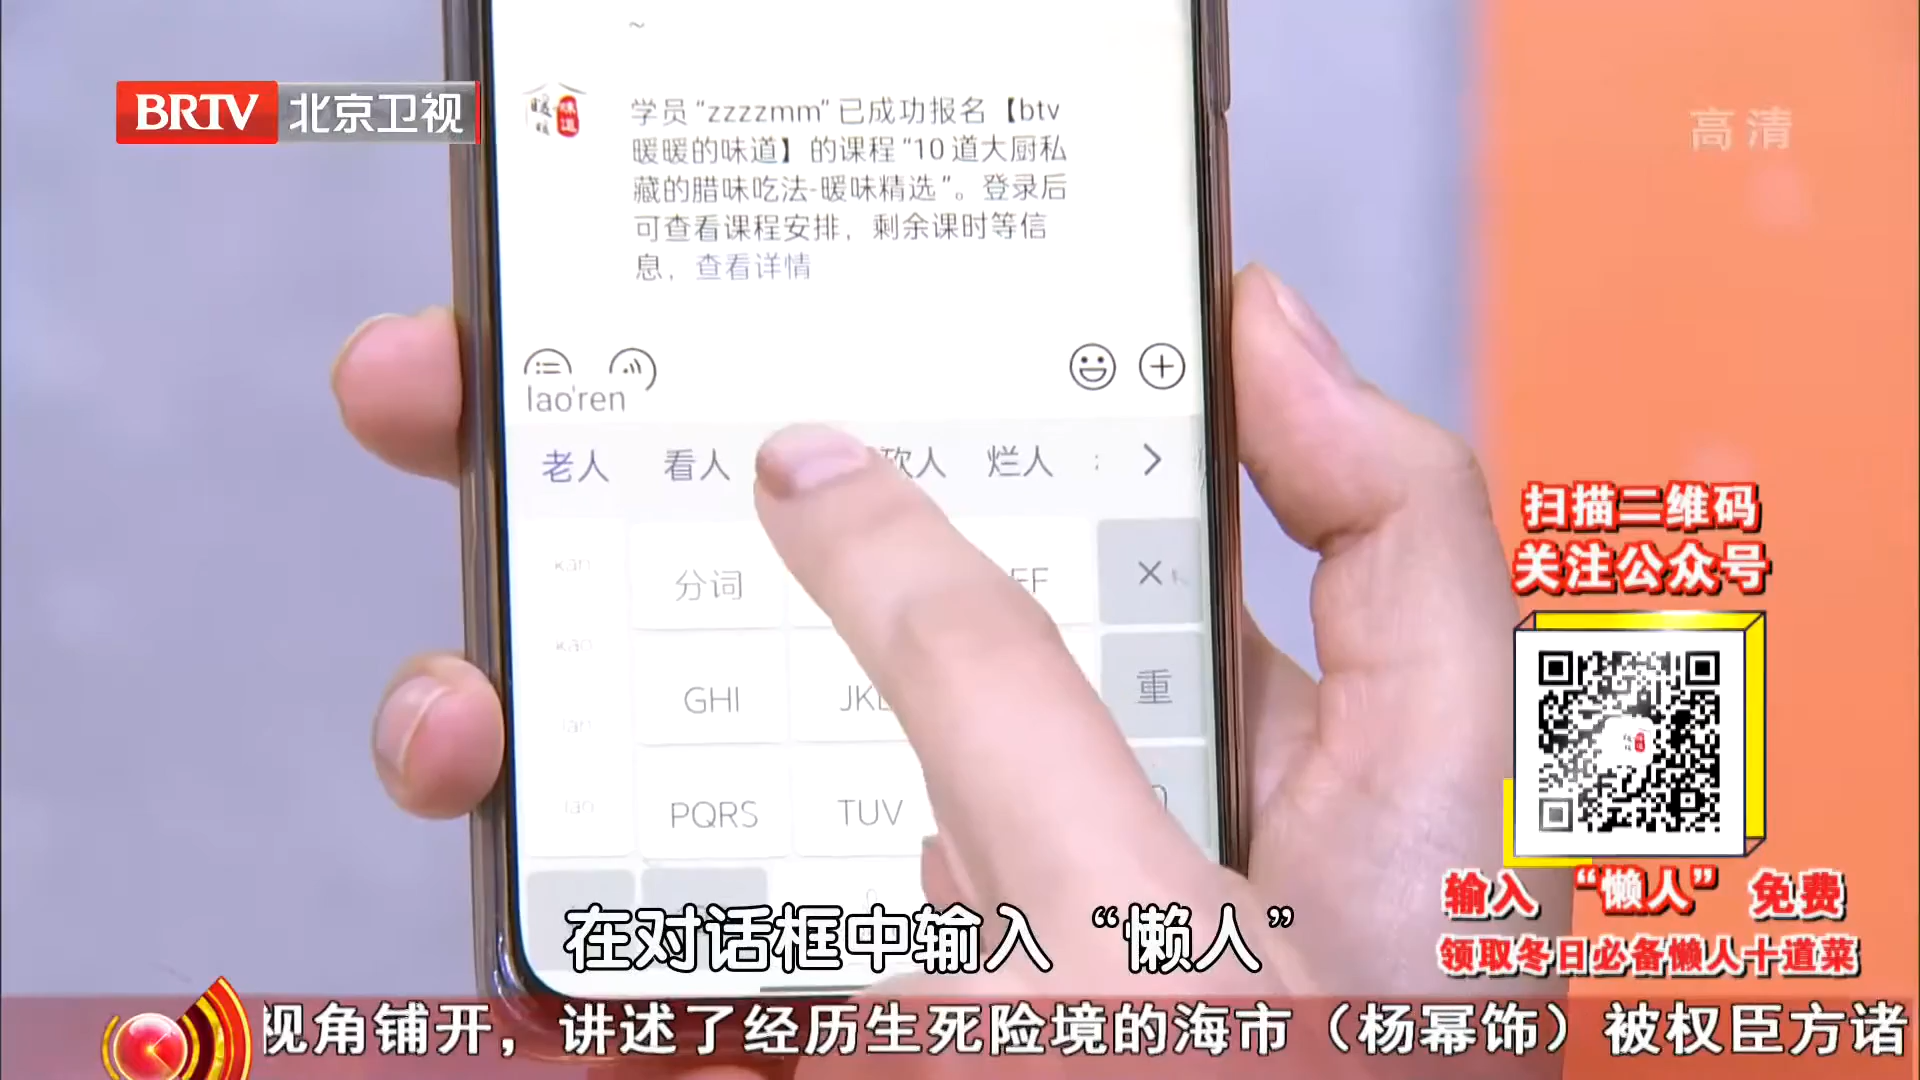 ~
BRTV 北京卫视
高清
学员“zzzzmm”已成功报名【btv
暖暖的味道】的课程“10道大厨私
藏的腊味吃法-暖味精选”。登录后
可查看课程安排，剩余课时等信
息，查看详情
lao'ren
老人 看人 砍人 烂人 >
kan
分词
kao
GHI
重
lan
PQRS TUV
扫描二维码
关注公众号
输入“懒人”免费
领取冬日必备懒人十道菜
在对话框中输入“懒人”
视角铺开，讲述了经历生死险境的海市（杨幂饰）被权臣方诸